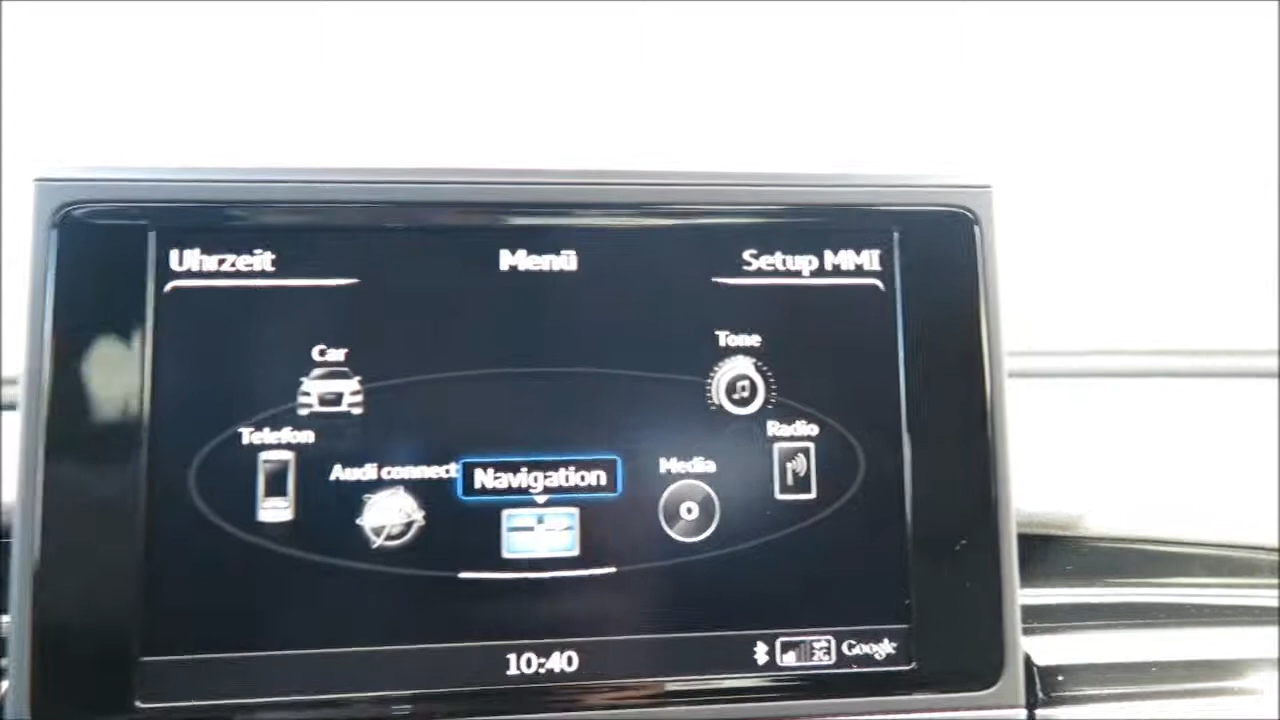 Uhrzeit
Menü
Setup MMI
Car
Tone
Telefon
Radio
Audi connect
Navigation
Media
10:40
2G
Google